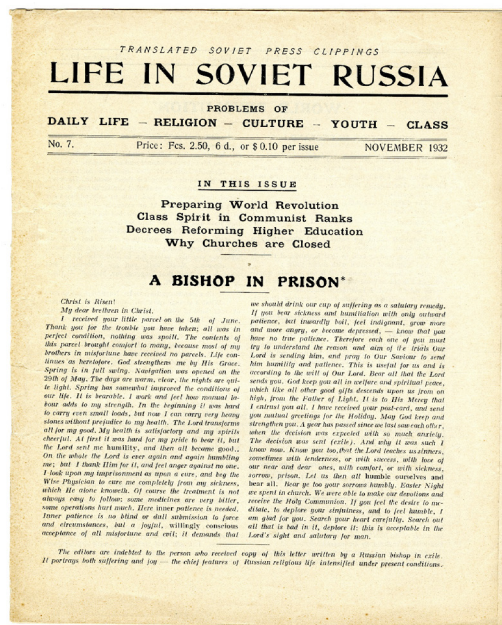 TRANSLATED SOVIET PRESS CLIPPINGS
LIFE IN SOVIET RUSSIA
PROBLEMS OF
DAILY LIFE — RELIGION — CULTURE — YOUTH — CLASS
No. 7. Price: Fcs. 2.50, 6 d., or $ 0.10 per issue NOVEMBER 1932
IN THIS ISSUE
Preparing World Revolution
Class Spirit in Communist Ranks
Decrees Reforming Higher Education
Why Churches are Closed
A BISHOP IN PRISON*
Christ is Risen!
My dear brethren in Christ.
I received your little parcel on the 5th of June.
Thank you for the trouble you have taken; all was in
perfect condition, nothing was spoilt. The contents of
this parcel brought comfort to many, because most of my
brothers in misfortune have received no parcels. Life con-
tinues as heretofore. God strengthens me by His Grace.
Spring is in full swing. Navigation was opened on the
29th of May. The days are warm, clear, the nights are quite
light. Spring has somewhat improved the conditions of
our life. It is bearable. I work and feel how manual la-
bour adds to my strength. In the beginning it was hard
to carry even small loads, but now I can carry very heavy
stones without prejudice to my health. The Lord transforms
all for my good. My health is satisfactory and my spirits
cheerful. At first it was hard for my pride to bear it, but
the Lord sent me humility, and then all became good..
On the whole the Lord is ever again and again humbling
me; but I thank Him for it, and feel anger against no one.
I look upon my imprisonment as upon a cure, and beg the
Wise Physician to cure me completely from my sickness,
which He alone knoweth. Of course the treatment is not
always easy to follow: some medicines are very bitter,
some operations hurt much. Here inner patience is needed.
Inner patience is no blind or dull submission to force
and circumstances, but a joyful, willingly conscious
acceptance of all misfortune and evil; it demands that
we should drink our cup of suffering as a salutary remedy.
If you bear sickness and humiliation with only outward
patience, but inwardly boil, feel indignant, grow more
and more angry, or became depressed, — know that you
have no true patience. Therefore each one of you must
try to understand the reason and aim of the trials Our
Lord is sending him, and pray to Our Saviour to send
him humility and patience. This is useful for us and is
according to the will of Our Lord. Bear all that the Lord
sends you. God keep you all in welfare and spiritual peace,
which like all other good gifts descends upon us from on
high, from the Father of Light. It is to His Mercy that
I entrust you all. I have received your post-card, and send
you mutual greetings for the Holiday. May God keep and
strengthen you. A year has passed since we last saw each other,
when the decision was expected with so much anxiety.
The decision was sent (exile). And why it was such I
know now. Know you too, that the Lord teaches us sinners,
sometimes with tenderness, or with success, with love of
our near and dear ones, with comfort, or with sickness,
sorrow, prison. Let us then all humble ourselves and
bear all. Bear ye too your sorrows humbly. Easter Night
we spent in church. We were able to make our devotions and
receive the Holy Communion. If you feel the desire to me-
ditate, to deplore your sinfulness, and to feel humble, I
am glad for you. Search your heart carefully. Search out
all that is bad in it, deplore it: this is acceptable in the
Lord's sight and salutary for man.
The editors are indebted to the person who received copy of this letter written by a Russian bishop in exile.
It portrays both suffering and joy — the chief features of Russian religious life intensified under present conditions.